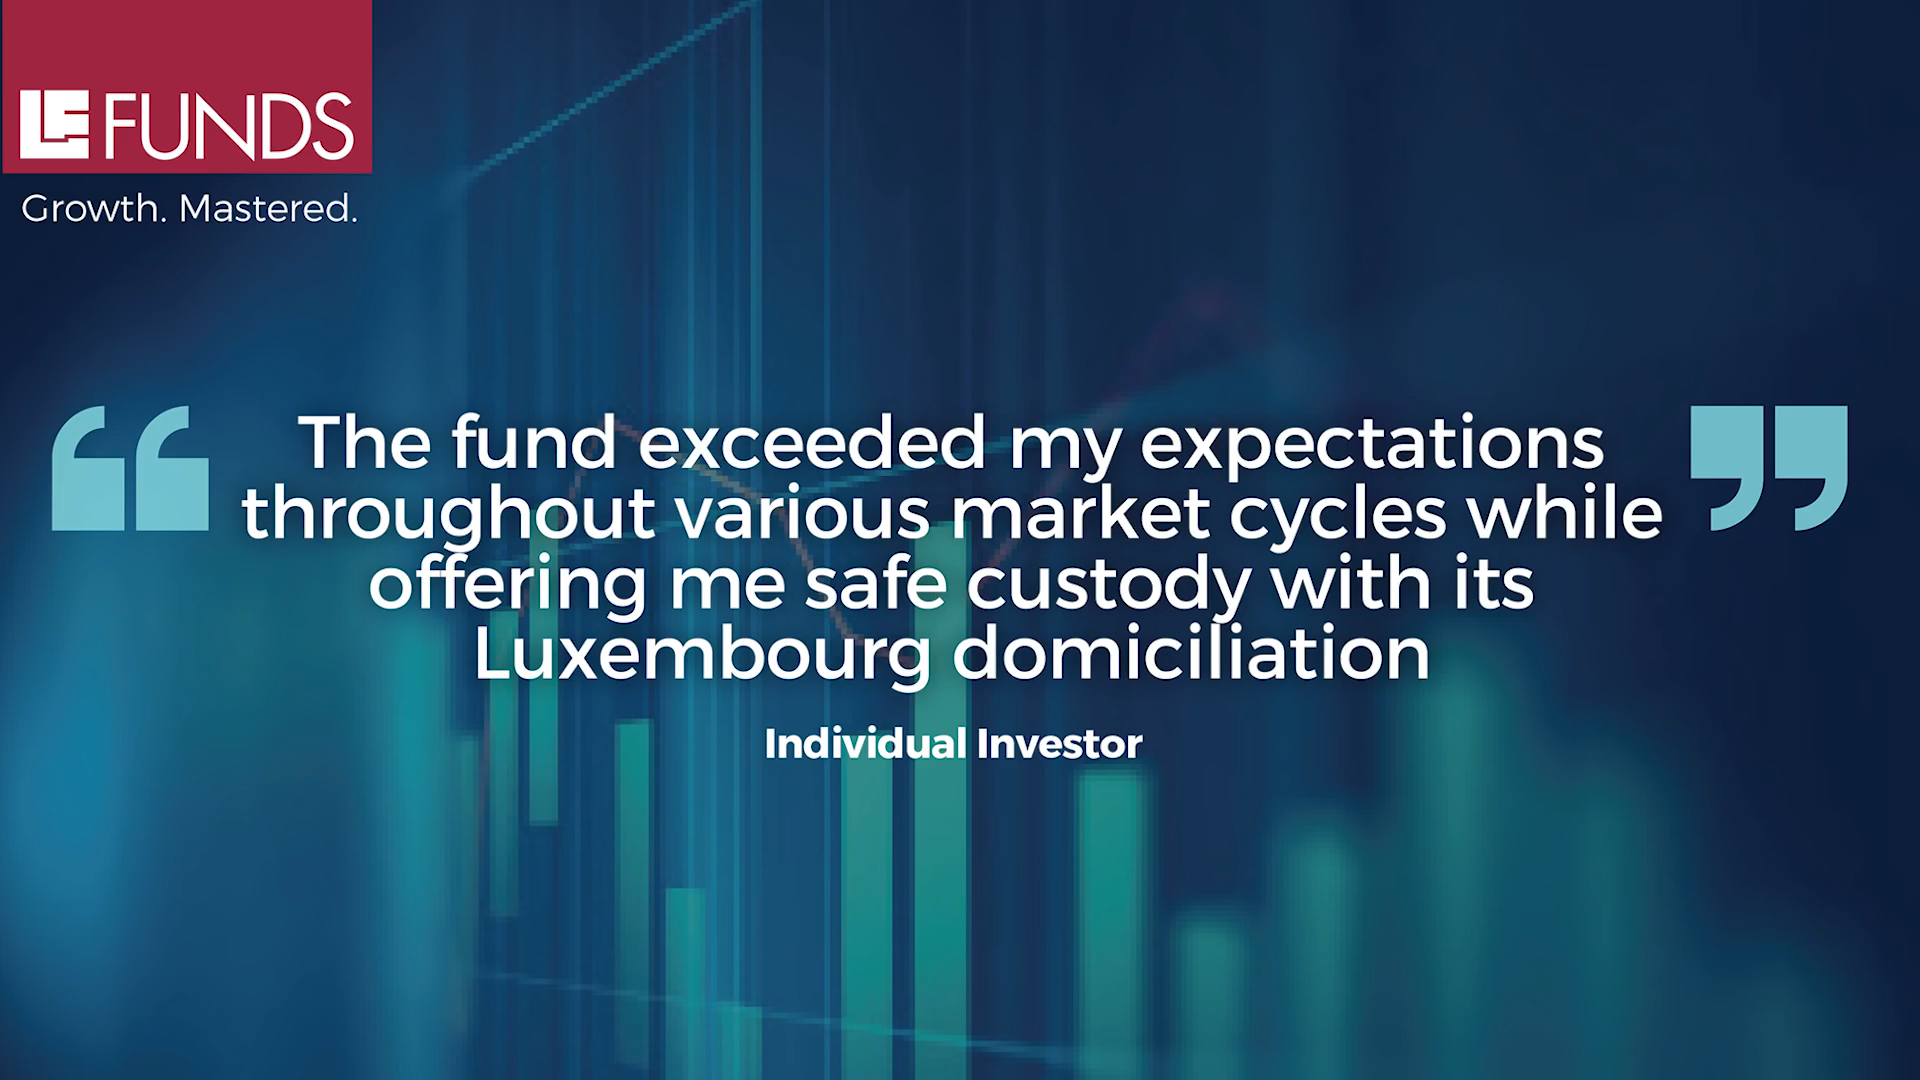 LF FUNDS
Growth. Mastered.
“The fund exceeded my expectations
throughout various market cycles while
offering me safe custody with its
Luxembourg domiciliation”
Individual Investor